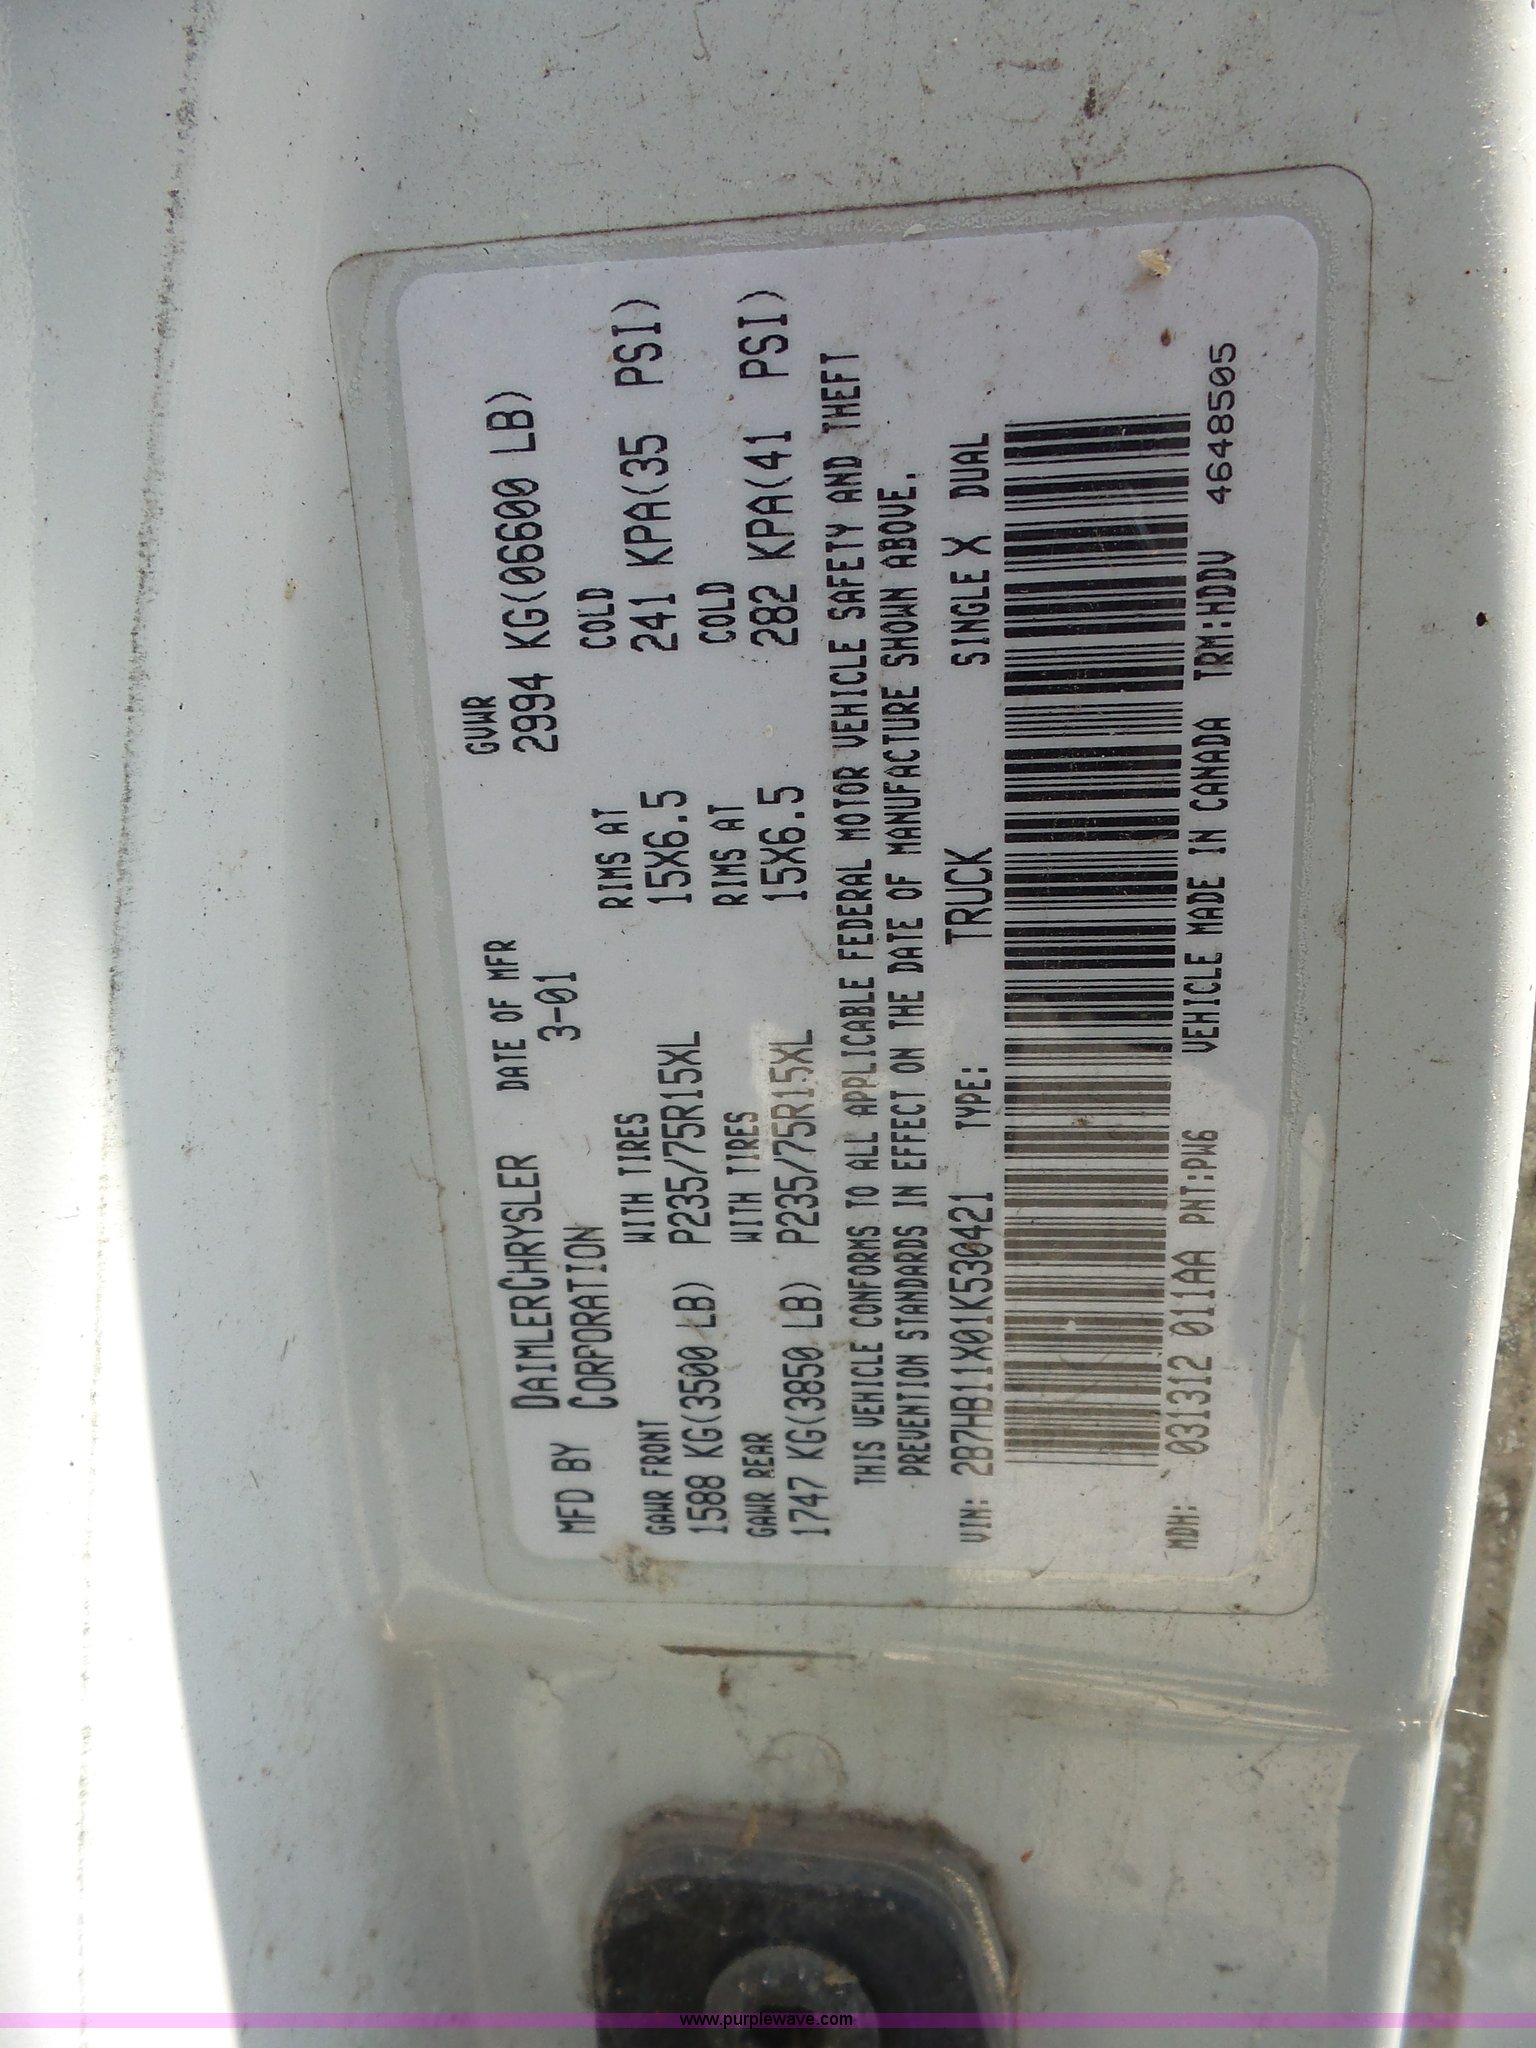 MFD BY DAIMLERCHRYSLER CORPORATION DATE OF MFR 3-01 GVWR 2994 KG(06600 LB)
GAWR FRONT WITH TIRES RIMS AT COLD
1588 KG(3500 LB) P235/75R15XL 15X6.5 241 KPA(35 PSI)
GAWR REAR WITH TIRES RIMS AT COLD
1747 KG(3850 LB) P235/75R15XL 15X6.5 282 KPA(41 PSI)
THIS VEHICLE CONFORMS TO ALL APPLICABLE FEDERAL MOTOR VEHICLE SAFETY AND THEFT
PREVENTION STANDARDS IN EFFECT ON THE DATE OF MANUFACTURE SHOWN ABOVE.
VIN: 2B7HB11X01K530421 TYPE: TRUCK SINGLE X DUAL
MDH: 031312 011AA PNT:PW6 VEHICLE MADE IN CANADA TRM:HDDV 4648505
www.purplewave.com